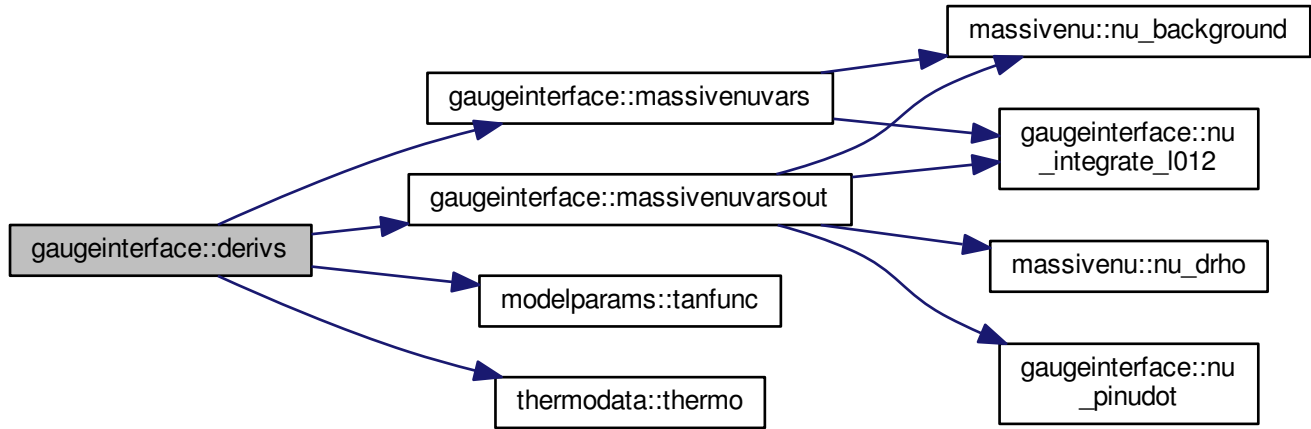 massivenu::nu_background
gaugeinterface::massivenuvars
gaugeinterface::nu
_integrate_l012
gaugeinterface::massivenuvarsout
gaugeinterface::derivs
massivenu::nu_drho
modelparams::tanfunc
gaugeinterface::nu
_pinudot
thermodata::thermo